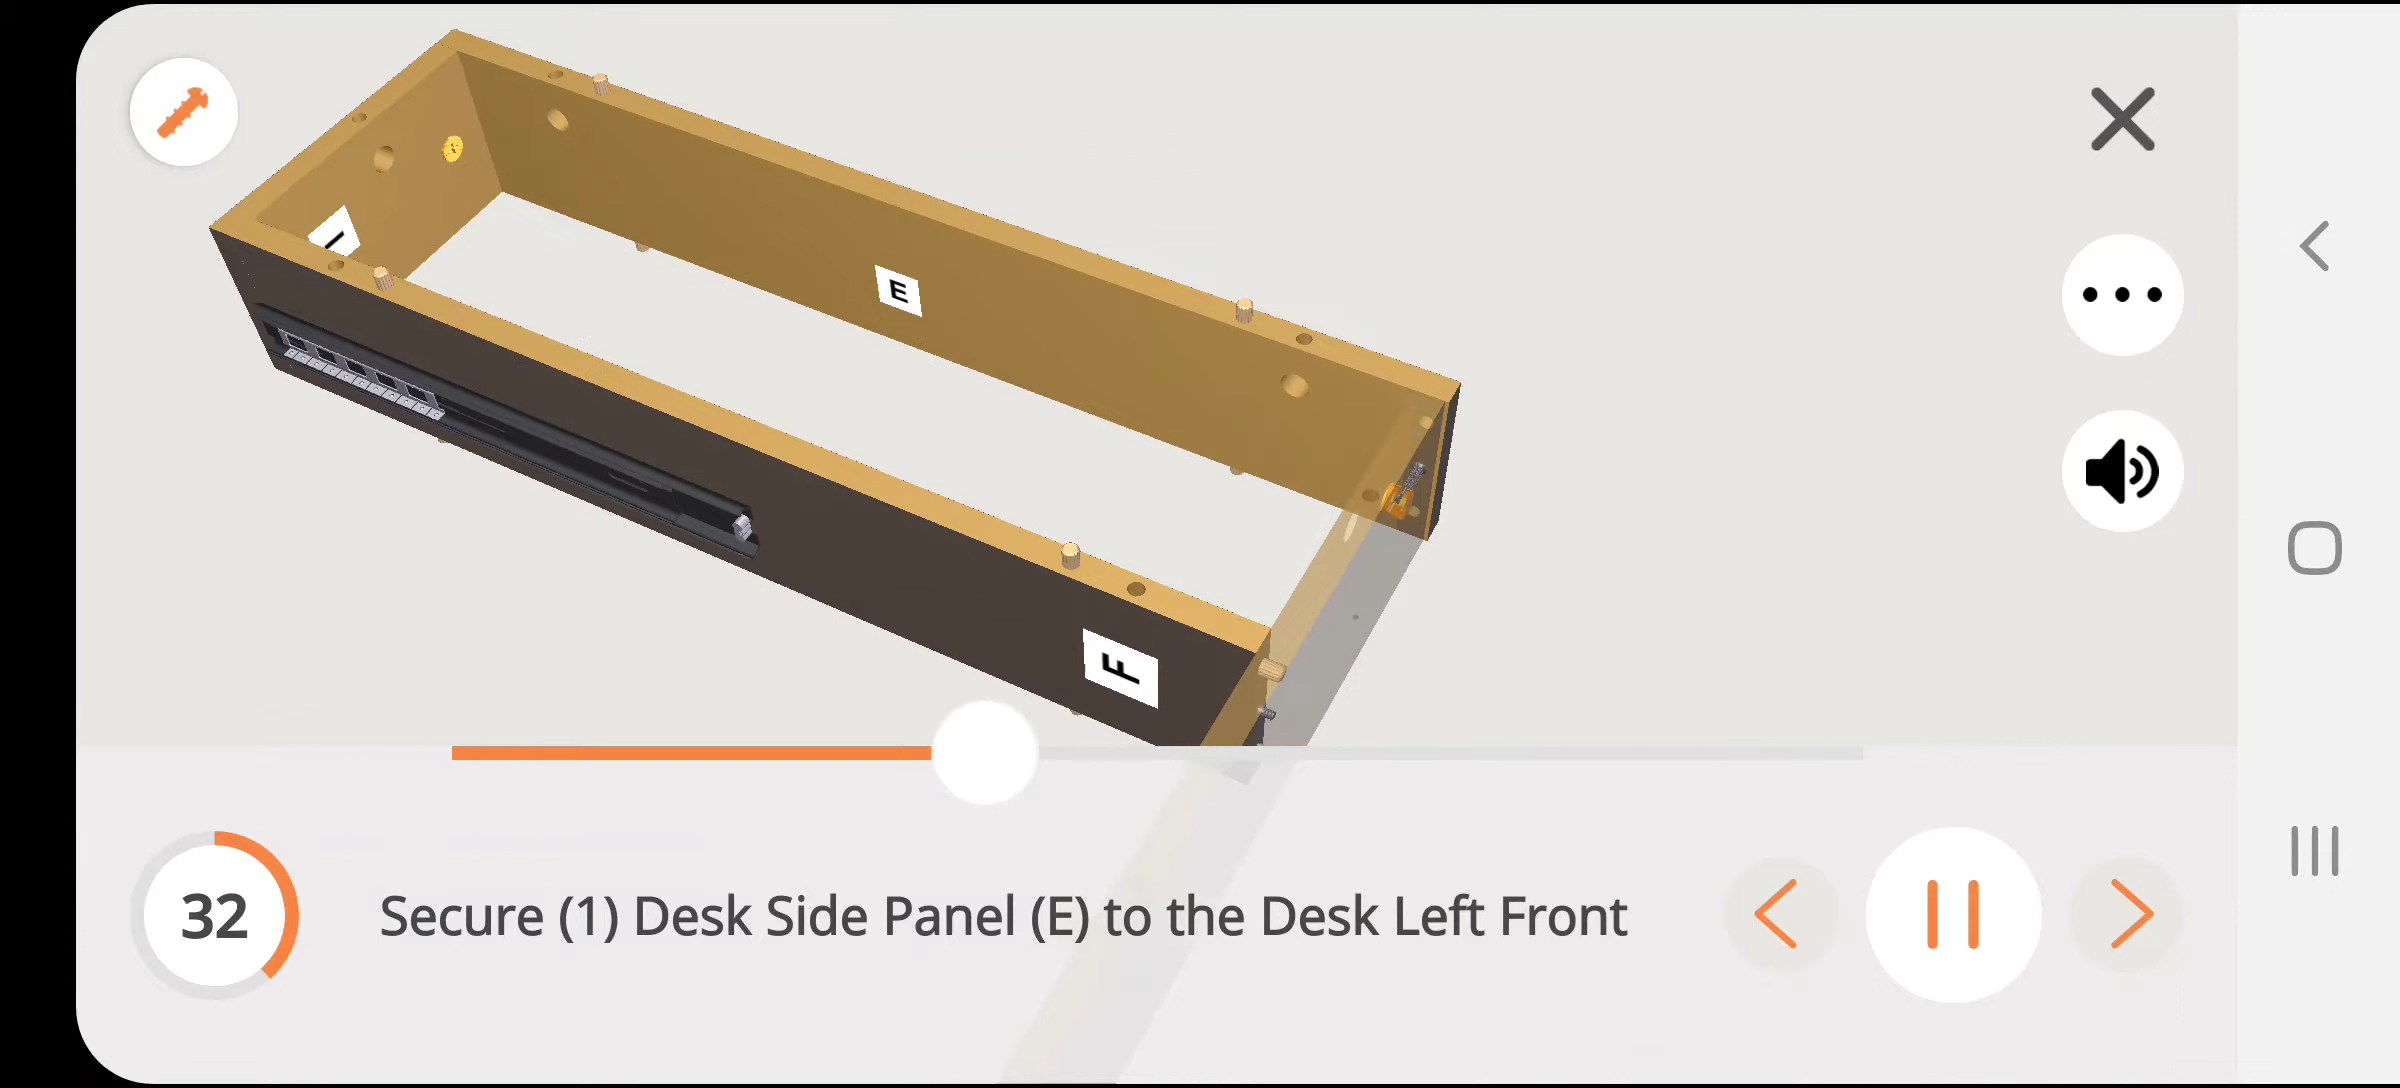 I
E
F
32
Secure (1) Desk Side Panel (E) to the Desk Left Front